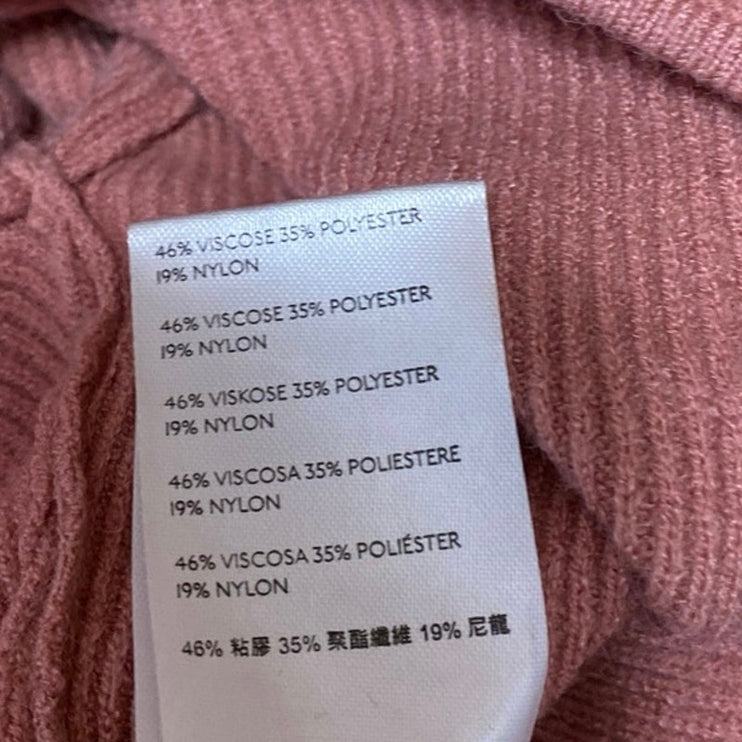 46% VISCOSE 35% POLYESTER
19% NYLON
46% VISCOSE 35% POLYESTER
19% NYLON
46% VISKOSE 35% POLYESTER
19% NYLON
46% VISCOSA 35% POLIESTERE
19% NYLON
46% VISCOSA 35% POLIÉSTER
19% NYLON
46% 粘膠 35% 聚酯纖維 19% 尼龍